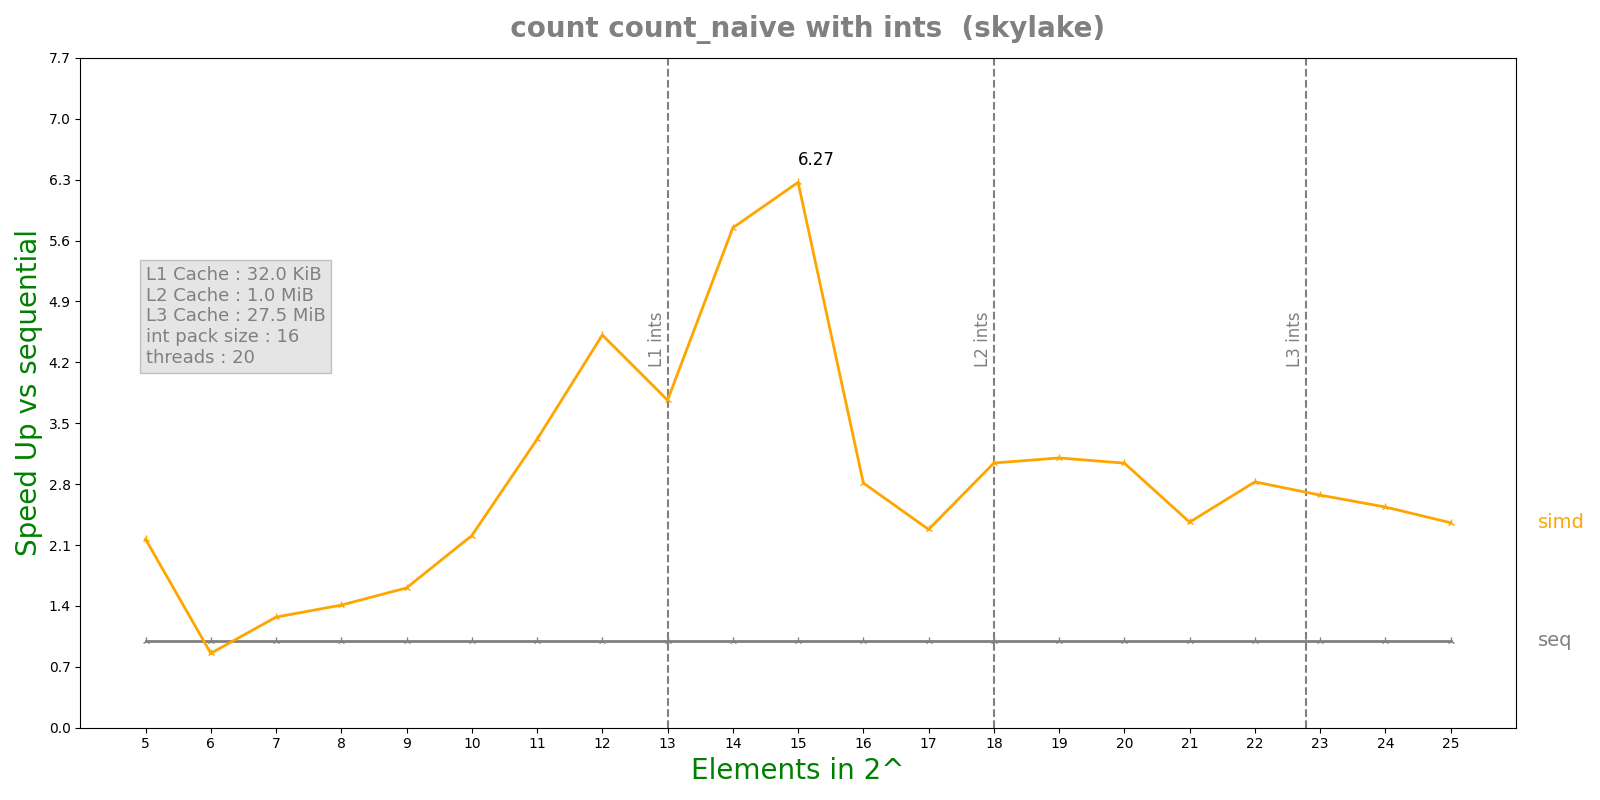 count count_naive with ints  (skylake)
Speed Up vs sequential
7.7
7.0
6.3
5.6
4.9
4.2
3.5
2.8
2.1
1.4
0.7
0.0
6.27
L1 Cache : 32.0 KiB
L2 Cache : 1.0 MiB
L3 Cache : 27.5 MiB
int pack size : 16
threads : 20
L1 ints
L2 ints
L3 ints
simd
seq
5 6 7 8 9 10 11 12 13 14 15 16 17 18 19 20 21 22 23 24 25
Elements in 2^